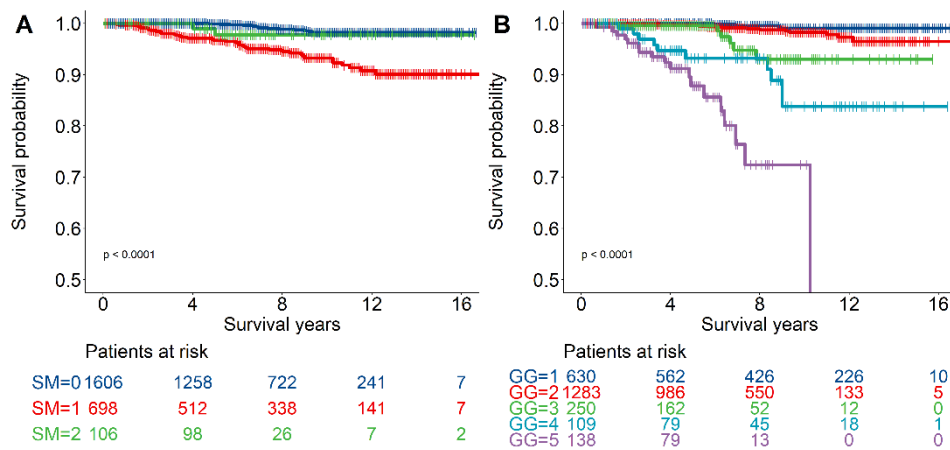 A
Survival probability
1.0
0.9
0.8
0.7
0.6
0.5
p < 0.0001
0 4 8 12 16
Survival years
Patients at risk
SM=0 1606 1258 722 241 7
SM=1 698 512 338 141 7
SM=2 106 98 26 7 2
B
Survival probability
1.0
0.9
0.8
0.7
1.0
0.5
p < 0.0001
0 4 8 12 16
Survival years
Patients at risk
GG=1 630 562 426 226 10
GG=2 1283 986 550 133 5
GG=3 250 162 52 12 0
GG=4 109 79 45 18 1
GG=5 138 79 13 0 0